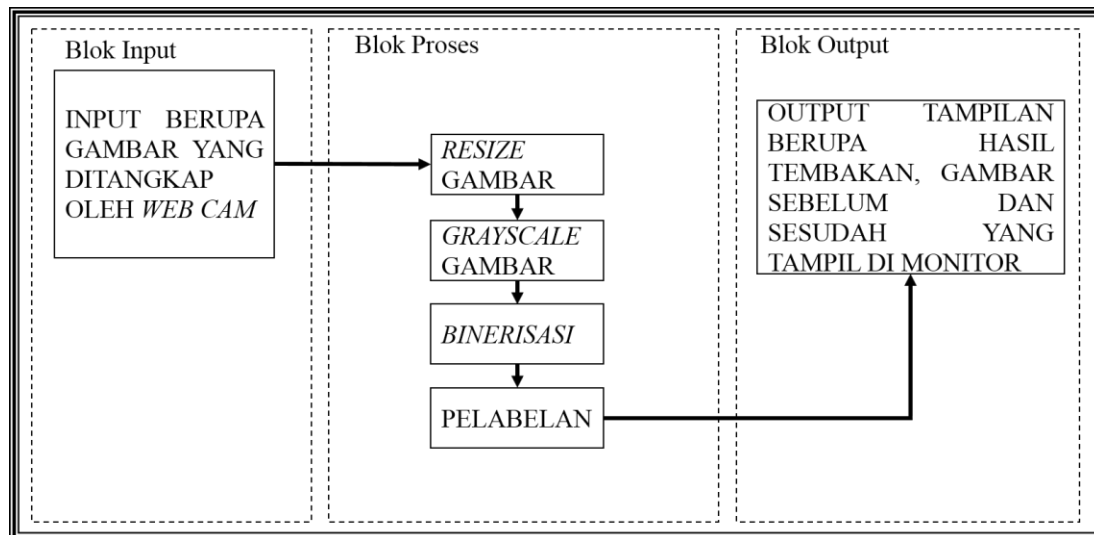 Blok Input
INPUT BERUPA
GAMBAR YANG
DITANGKAP
OLEH WEB CAM
Blok Proses
RESIZE
GAMBAR
GRAYSCALE
GAMBAR
BINERISASI
PELABELAN
Blok Output
OUTPUT TAMPILAN
BERUPA HASIL
TEMBAKAN, GAMBAR
SEBELUM DAN
SESUDAH YANG
TAMPIL DI MONITOR